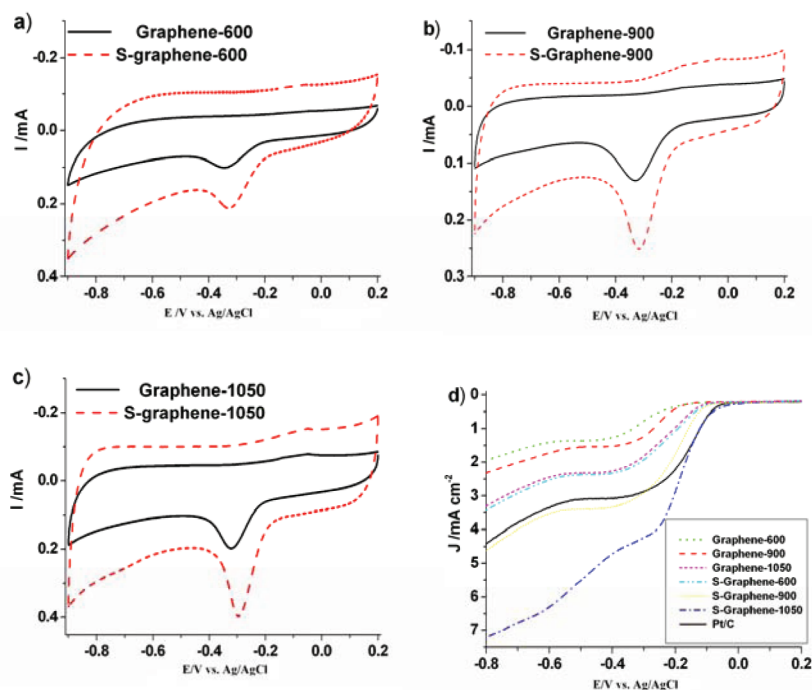 a)
Graphene-600
S-graphene-600
-0.2
0.0
0.2
0.4
I /mA
-0.8 -0.6 -0.4 -0.2 0.0 0.2
E /V vs. Ag/AgCl
b)
Graphene-900
S-Graphene-900
-0.1
0.0
0.1
0.2
0.3
I /mA
-0.8 -0.6 -0.4 -0.2 0.0 0.2
E/V vs. Ag/AgCl
c)
Graphene-1050
S-graphene-1050
-0.2
0.0
0.2
0.4
I /mA
-0.8 -0.6 -0.4 -0.2 0.0 0.2
E/V vs. Ag/AgCl
d)
0
1
2
3
4
5
6
7
J /mA cm-2
Graphene-600
Graphene-900
Graphene-1050
S-Graphene-600
S-Graphene-900
S-Graphene-1050
Pt/C
-0.8 -0.6 -0.4 -0.2 0.0 0.2
E/V vs. Ag/AgCl